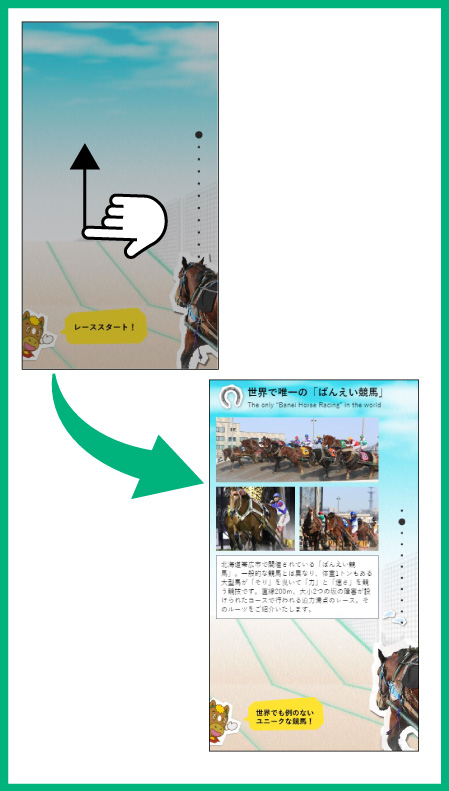 レーススタート！
世界で唯一の「ばんえい競馬」
The only "Banei Horse Racing" in the world
北海道帯広市で開催されている「ばんえい競
馬」。一般的な競馬とは異なり、体重1トンもある
大型馬が「そり」を曳いて「力」と「速さ」を競
う競技です。直線200m、大小2つの坂の障害が設
けられたコースで行われる迫力満点のレース。そ
のルーツをご紹介いたします。
世界でも例のない
ユニークな競馬！